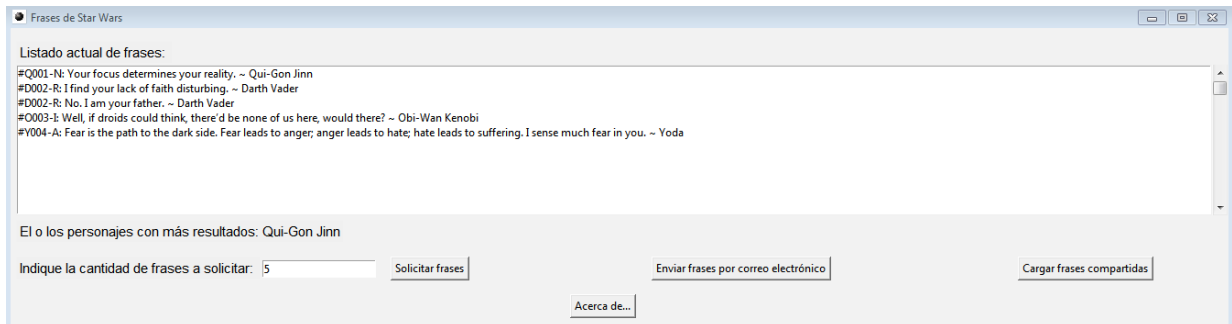 Frases de Star Wars
Listado actual de frases:
#Q001-N: Your focus determines your reality. ~ Qui-Gon Jinn
#D002-R: I find your lack of faith disturbing. ~ Darth Vader
#D002-R: No. I am your father. ~ Darth Vader
#O003-I: Well, if droids could think, there'd be none of us here, would there? ~ Obi-Wan Kenobi
#Y004-A: Fear is the path to the dark side. Fear leads to anger; anger leads to hate; hate leads to suffering. I sense much fear in you. ~ Yoda
El o los personajes con más resultados: Qui-Gon Jinn
Indique la cantidad de frases a solicitar: 5 Solicitar frases Enviar frases por correo electrónico Cargar frases compartidas
Acerca de...